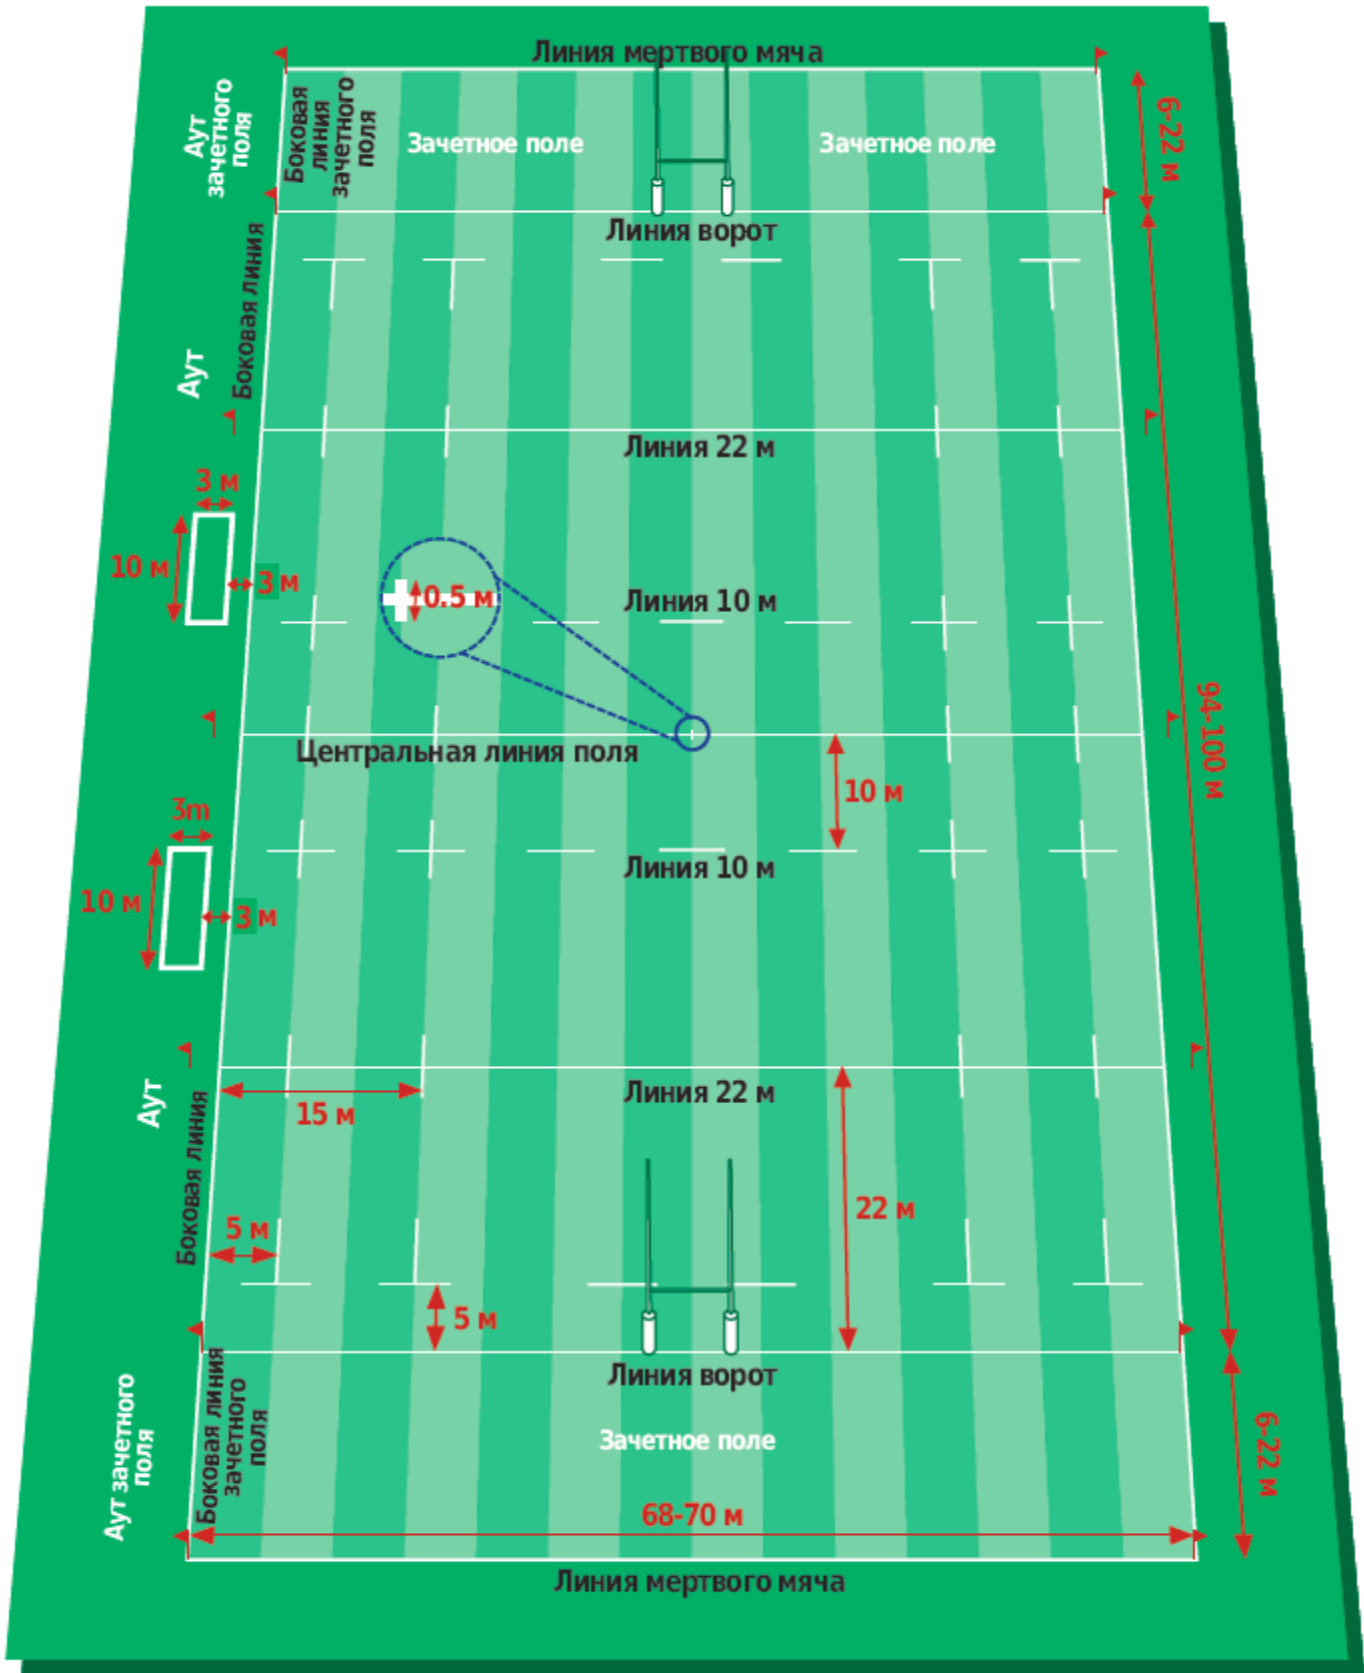 Линия мертвого мяча
Аут
зачетного
поля
Боковая
линия
зачетного
поля
Зачетное поле
Зачетное поле
6-22 м
Линия ворот
Боковая линия
Аут
Линия 22 м
3 м
10 м
3 м
0.5 м
Линия 10 м
94-100 м
Центральная линия поля
10 м
3m
10 м
3 м
Линия 10 м
Аут
Боковая линия
15 м
Линия 22 м
22 м
5 м
5 м
Линия ворот
Аут зачетного
поля
Боковая линия
зачетного
поля
Зачетное поле
6-22 м
68-70 м
Линия мертвого мяча